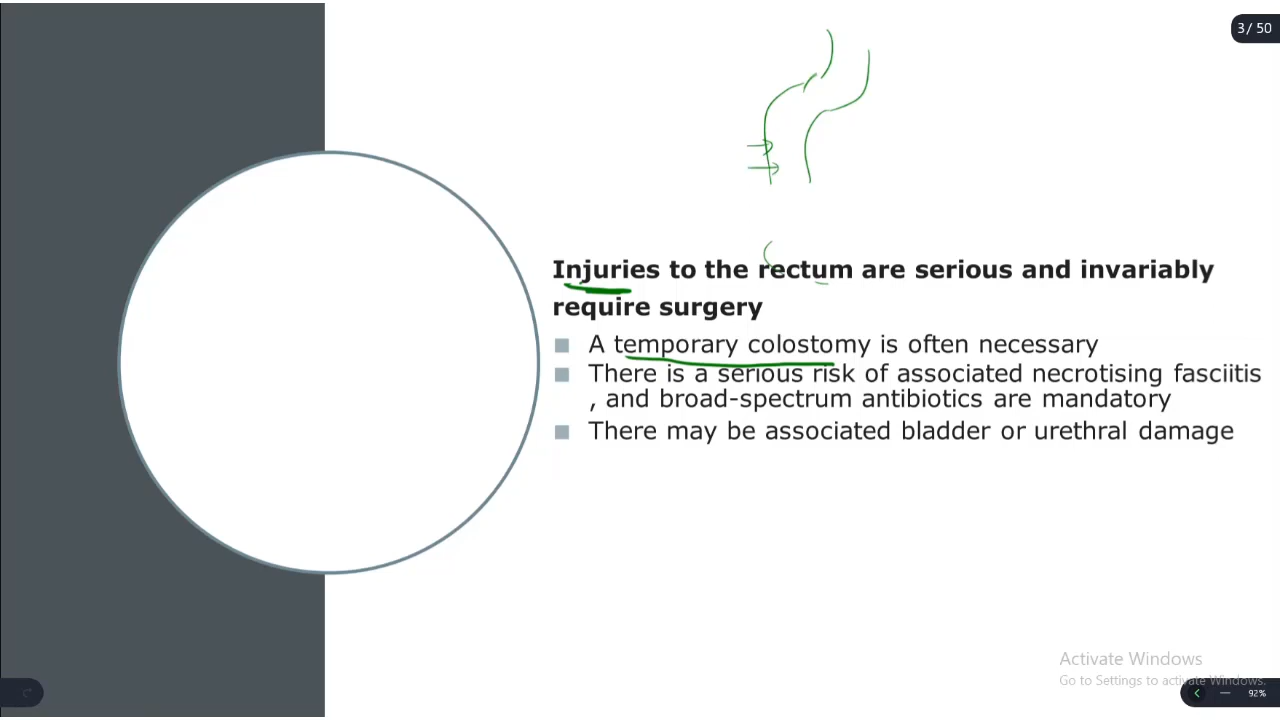 3/ 50
Injuries to the rectum are serious and invariably
require surgery
A temporary colostomy is often necessary
There is a serious risk of associated necrotising fasciitis
, and broad-spectrum antibiotics are mandatory
There may be associated bladder or urethral damage
Activate Windows
Go to Settings to activate Windows.
92%